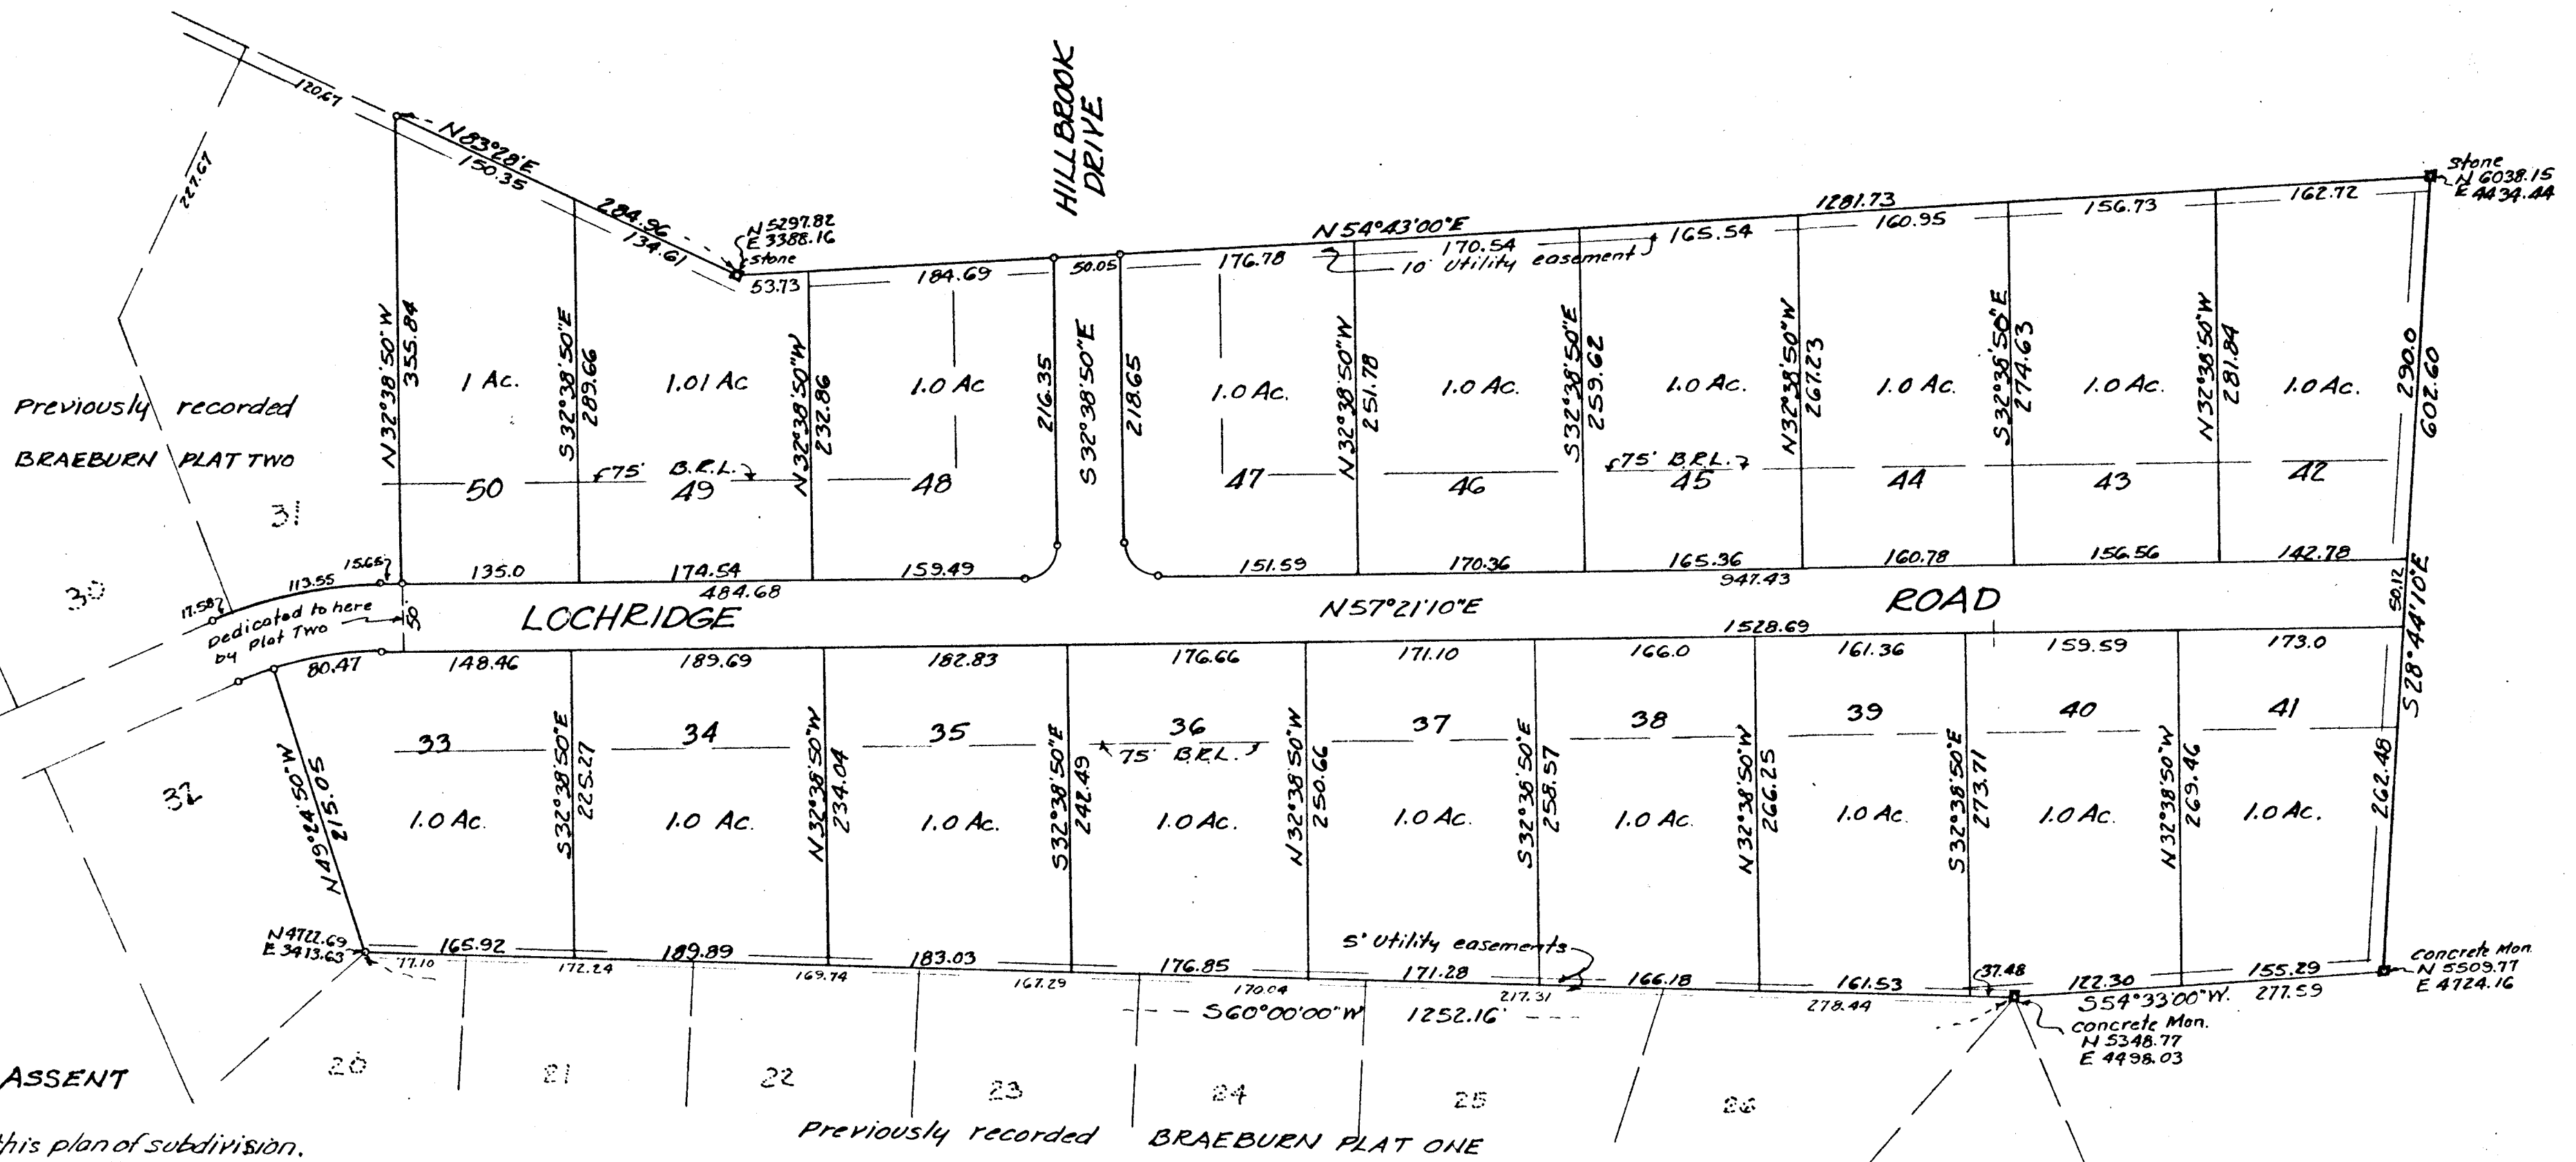 120.67
227.67
N83°28'E
150.35
284.96
134.61
N 5297.82
E 3388.16
stone
53.73
184.69
HILLBROOK
DRIVE
50.05
176.78
N54°43'00"E
1281.73
170.54
10' Utility easement
165.54
160.95
156.73
162.72
stone
N 6038.15
E 4434.44
N32°38'50"W
355.84
S32°38'50"E
289.66
N32°38'50"W
232.86
216.35
S32°38'50"E
218.65
N32°38'50"W
251.78
S32°38'50"E
259.62
N32°38'50"W
267.23
S32°38'50"E
274.63
N32°38'50"W
281.84
290.0
602.60
1 Ac.
1.01 Ac
1.0 Ac
1.0 Ac.
1.0 Ac.
1.0 Ac.
1.0 Ac.
1.0 Ac.
1.0 Ac.
Previously recorded
BRAEBURN PLAT TWO
75' B.R.L.
75' B.R.L.
50
49
48
47
46
45
44
43
42
31
30
17.58
113.55
15.65
135.0
174.54
159.49
151.59
170.36
165.36
160.78
156.56
142.78
484.68
947.43
50.12
S28°44'10"E
Dedicated to here
by Plat Two
50'
LOCHRIDGE
N57°21'10"E
ROAD
1528.69
80.47
148.46
189.69
182.83
176.66
171.10
166.0
161.36
159.59
173.0
32
33
34
35
36
37
38
39
40
41
75' B.R.L.
N49°24'50"W
215.05
S32°38'50"E
225.27
N32°38'50"W
234.04
S32°38'50"E
242.49
N32°38'50"W
250.66
S32°38'50"E
258.57
N32°38'50"W
266.25
S32°38'50"E
273.71
N32°38'50"W
269.46
262.48
1.0 Ac.
1.0 Ac.
1.0 Ac.
1.0 Ac.
1.0 Ac.
1.0 Ac.
1.0 Ac.
1.0 Ac.
1.0 Ac.
N4722.69
E3413.63
165.92
189.89
183.03
176.85
171.28
5' Utility easements
166.18
161.53
37.48
122.30
155.29
77.10
172.24
169.74
167.29
170.04
217.31
278.44
S54°33'00"W.
277.59
concrete Mon.
N 5509.77
E 4724.16
S60°00'00"W 1252.16'
concrete Mon.
N 5348.77
E 4498.03
20
21
22
23
24
25
26
ASSENT
Previously recorded BRAEBURN PLAT ONE
this plan of subdivision.